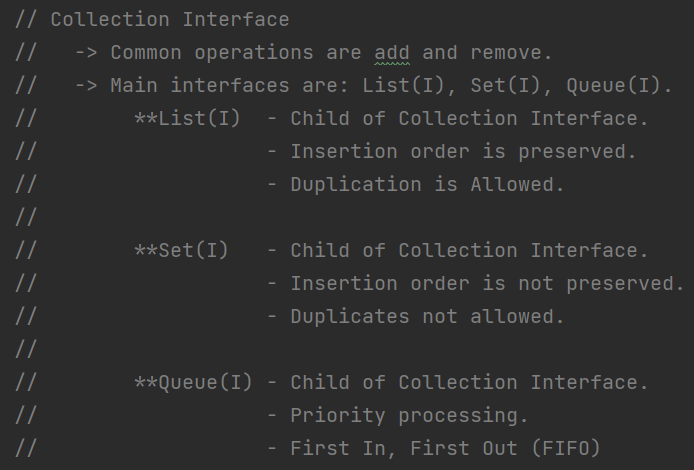 // Collection Interface
//   -> Common operations are add and remove.
//   -> Main interfaces are: List(I), Set(I), Queue(I).
//        **List(I)  - Child of Collection Interface.
//                   - Insertion order is preserved.
//                   - Duplication is Allowed.
//
//        **Set(I)   - Child of Collection Interface.
//                   - Insertion order is not preserved.
//                   - Duplicates not allowed.
//
//        **Queue(I) - Child of Collection Interface.
//                   - Priority processing.
//                   - First In, First Out (FIFO)